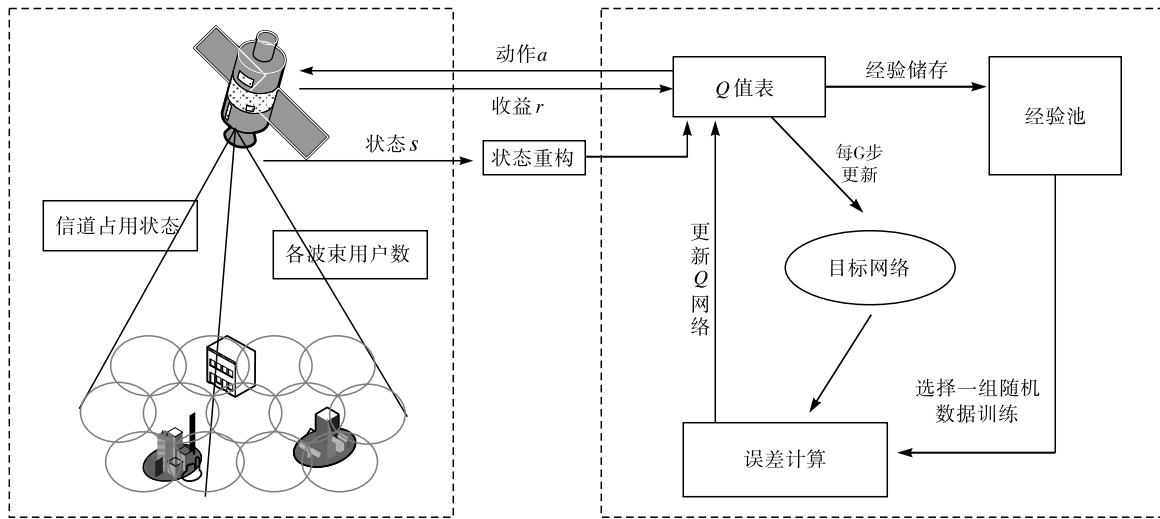 动作a
收益r
状态s
状态重构
Q值表
经验储存
经验池
每G步
更新
信道占用状态
各波束用户数
更新Q网络
目标网络
选择一组随机
数据训练
误差计算